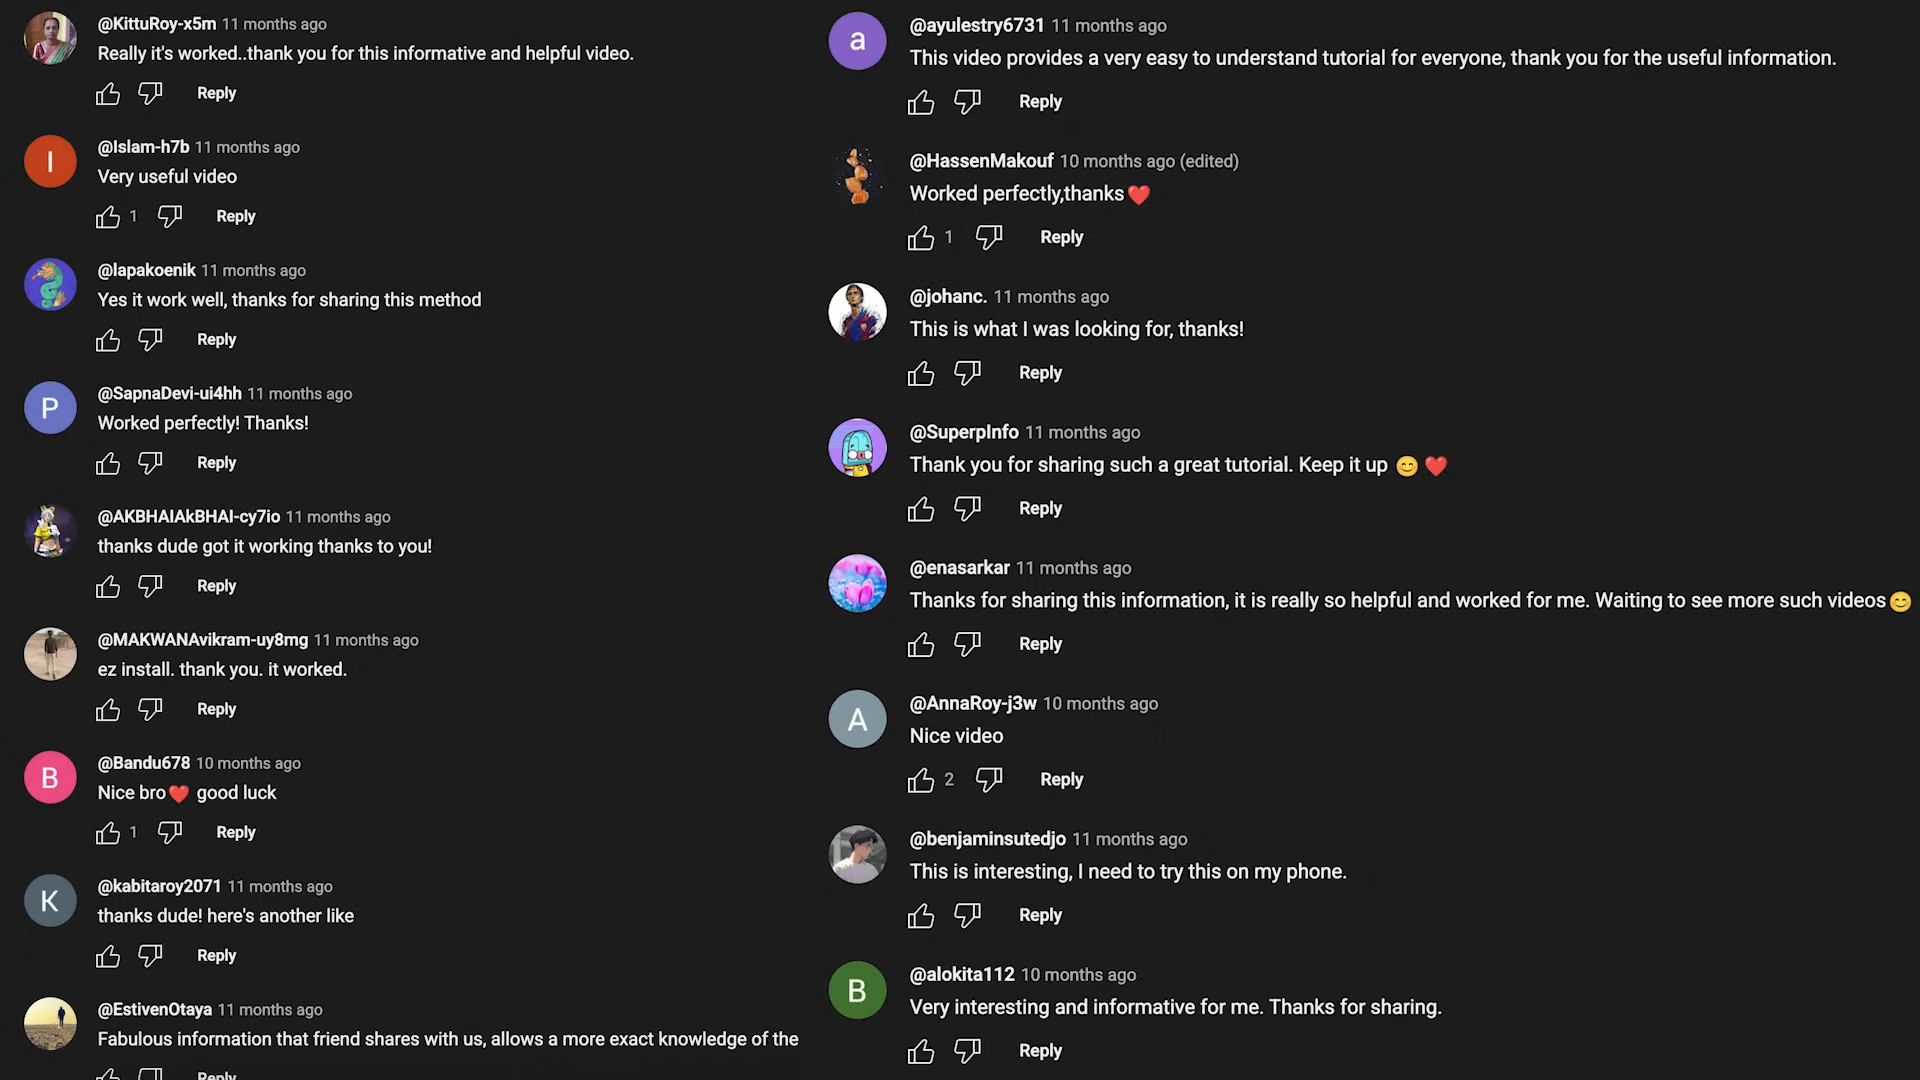 @KittuRoy-x5m 11 months ago
Really it's worked..thank you for this informative and helpful video.
Reply
I
@Islam-h7b 11 months ago
Very useful video
1 Reply
@lapakoenik 11 months ago
Yes it work well, thanks for sharing this method
Reply
P
@SapnaDevi-ui4hh 11 months ago
Worked perfectly! Thanks!
Reply
@AKBHAIAkBHAI-cy7io 11 months ago
thanks dude got it working thanks to you!
Reply
@MAKWANAvikram-uy8mg 11 months ago
ez install. thank you. it worked.
Reply
B
@Bandu678 10 months ago
Nice bro❤️ good luck
1 Reply
K
@kabitaroy2071 11 months ago
thanks dude! here's another like
Reply
@EstivenOtaya 11 months ago
Fabulous information that friend shares with us, allows a more exact knowledge of the
Reply
a
@ayulestry6731 11 months ago
This video provides a very easy to understand tutorial for everyone, thank you for the useful information.
Reply
@HassenMakouf 10 months ago (edited)
Worked perfectly,thanks❤️
1 Reply
@johanc. 11 months ago
This is what I was looking for, thanks!
Reply
@SuperpInfo 11 months ago
Thank you for sharing such a great tutorial. Keep it up 😊 ❤️
Reply
@enasarkar 11 months ago
Thanks for sharing this information, it is really so helpful and worked for me. Waiting to see more such videos😊
Reply
A
@AnnaRoy-j3w 10 months ago
Nice video
2 Reply
@benjaminsutedjo 11 months ago
This is interesting, I need to try this on my phone.
Reply
B
@alokita112 10 months ago
Very interesting and informative for me. Thanks for sharing.
Reply